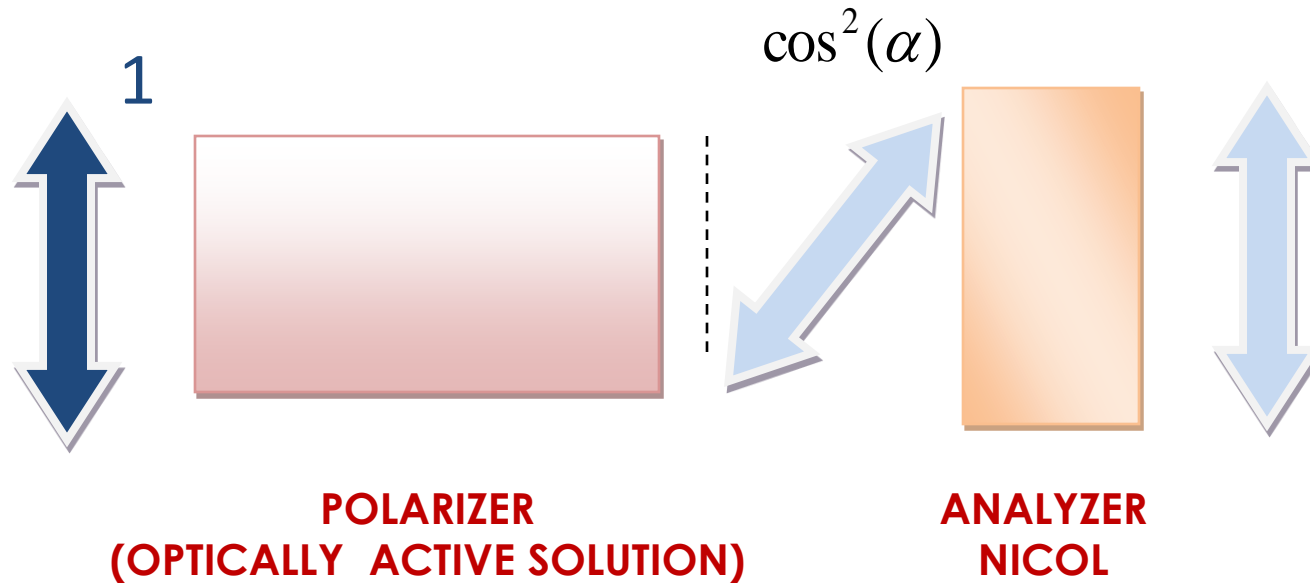 1
cos²(α)
POLARIZER
(OPTICALLY ACTIVE SOLUTION)
ANALYZER
NICOL